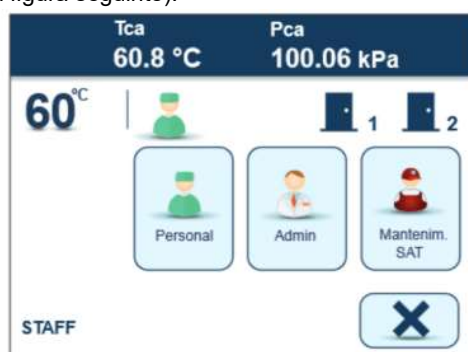 figura seguinte).
Tca Pca
60.8 °C 100.06 kPa
60°C 1 2
Personal Admin Mantenim.
SAT
STAFF